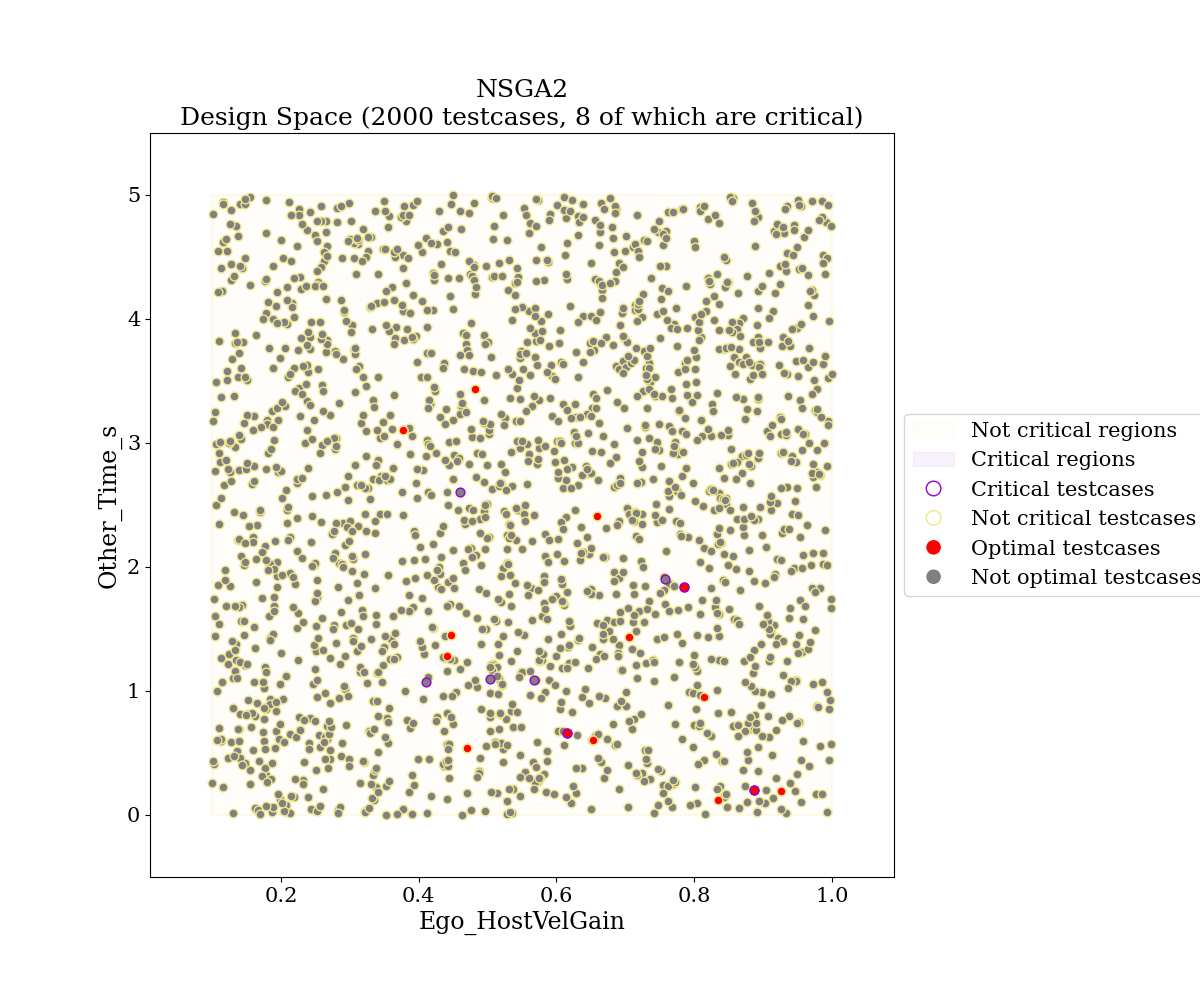 NSGA2
Design Space (2000 testcases, 8 of which are critical)
5
4
3
2
1
0
Other_Time_s
0.2 0.4 0.6 0.8 1.0
Ego_HostVelGain
Not critical regions
Critical regions
Critical testcases
Not critical testcases
Optimal testcases
Not optimal testcases